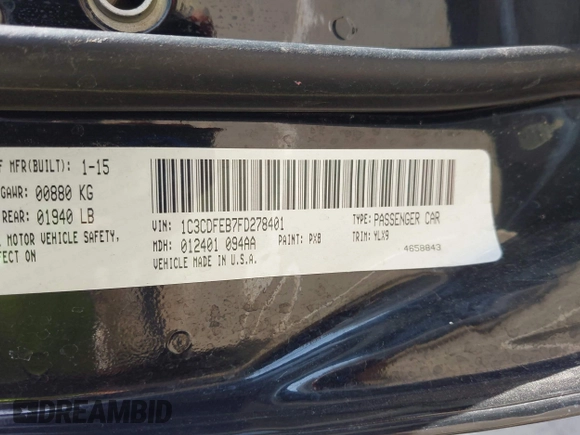 F MFR(BUILT): 1-15
GAWR: 00880 KG
REAR: 01940 LB
MOTOR VEHICLE SAFETY,
FECT ON
VIN: 1C3CDFEB7FD278401
TYPE: PASSENGER CAR
MDH: 012401 094AA
PAINT: PX8
TRIM: YLX9
VEHICLE MADE IN U.S.A.
4658843
DREAMBID